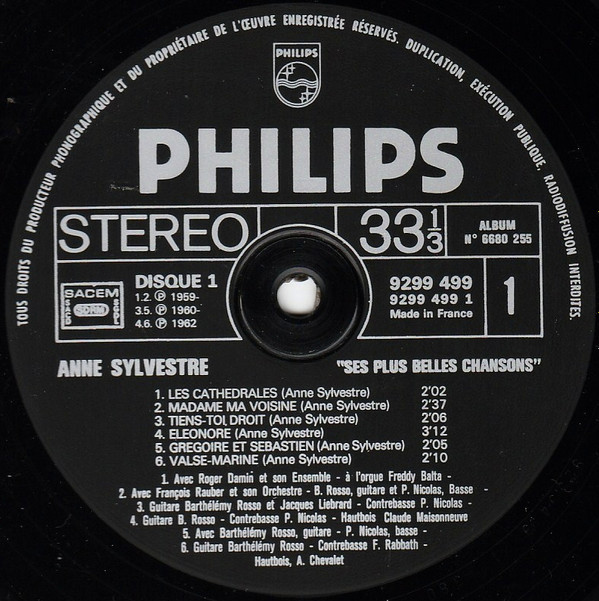 TOUS DROITS DU PRODUCTEUR PHONOGRAPHIQUE ET DU PROPRIÉTAIRE DE L'ŒUVRE ENREGISTRÉE RÉSERVÉS. DUPLICATION, EXÉCUTION PUBLIQUE, RADIODIFFUSION INTERDITES.
PHILIPS
PHILIPS
STEREO
33 1/3
ALBUM
N° 6680 255
SACEM
SDRM
DISQUE 1
1.2. ℗ 1959-
3.5. ℗ 1960-
4.6. ℗ 1962
9299 499
9299 499 1
Made in France
1
ANNE SYLVESTRE
"SES PLUS BELLES CHANSONS"
1. LES CATHEDRALES (Anne Sylvestre) 2'02
2. MADAME MA VOISINE (Anne Sylvestre) 2'37
3. TIENS-TOI DROIT (Anne Sylvestre) 2'06
4. ELEONORE (Anne Sylvestre) 3'12
5. GREGOIRE ET SEBASTIEN (Anne Sylvestre) 2'05
6. VALSE-MARINE (Anne Sylvestre) 2'10
1. Avec Roger Damin et son Ensemble - à l'orgue Freddy Balta -
2. Avec François Rauber et son Orchestre - B. Rosso, guitare et P. Nicolas, Basse -
3. Guitare Barthélémy Rosso et Jacques Liebrard - Contrebasse P. Nicolas -
4. Guitare B. Rosso - Contrebasse P. Nicolas - Hautbois Claude Maisonneuve
5. Avec Barthélémy Rosso, guitare - P. Nicolas, basse -
6. Guitare Barthélémy Rosso - Contrebasse F. Rabbath -
Hautbois, A. Chevalet